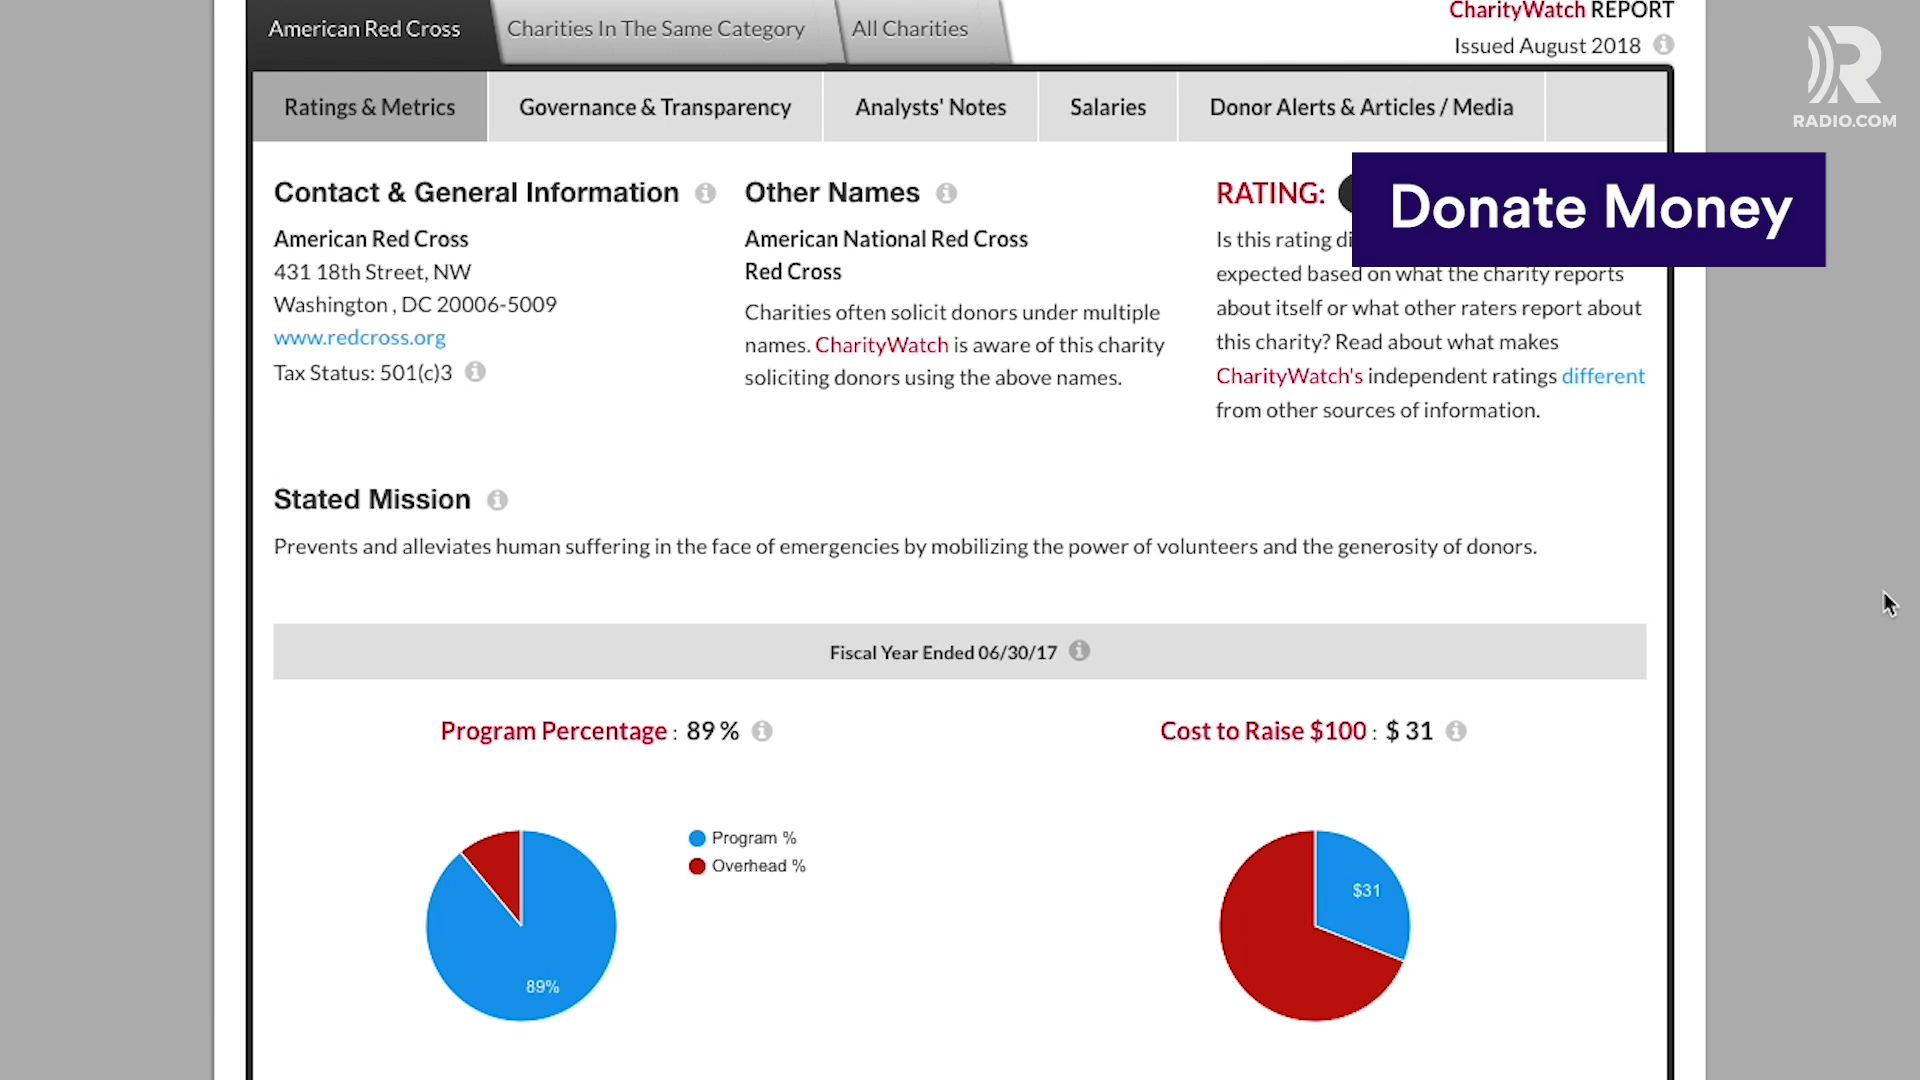 American Red Cross
Charities In The Same Category
All Charities
CharityWatch REPORT
Issued August 2018
RADIO.COM
Ratings & Metrics
Governance & Transparency
Analysts' Notes
Salaries
Donor Alerts & Articles / Media
Donate Money
Contact & General Information
American Red Cross
431 18th Street, NW
Washington , DC 20006-5009
www.redcross.org
Tax Status: 501(c)3
Other Names
American National Red Cross
Red Cross
Charities often solicit donors under multiple
names. CharityWatch is aware of this charity
soliciting donors using the above names.
RATING:
Is this rating
expected based on what the charity reports
about itself or what other raters report about
this charity? Read about what makes
CharityWatch's independent ratings different
from other sources of information.
Stated Mission
Prevents and alleviates human suffering in the face of emergencies by mobilizing the power of volunteers and the generosity of donors.
Fiscal Year Ended 06/30/17
Program Percentage : 89 %
Cost to Raise $100 : $ 31
Program %
Overhead %
89%
$31